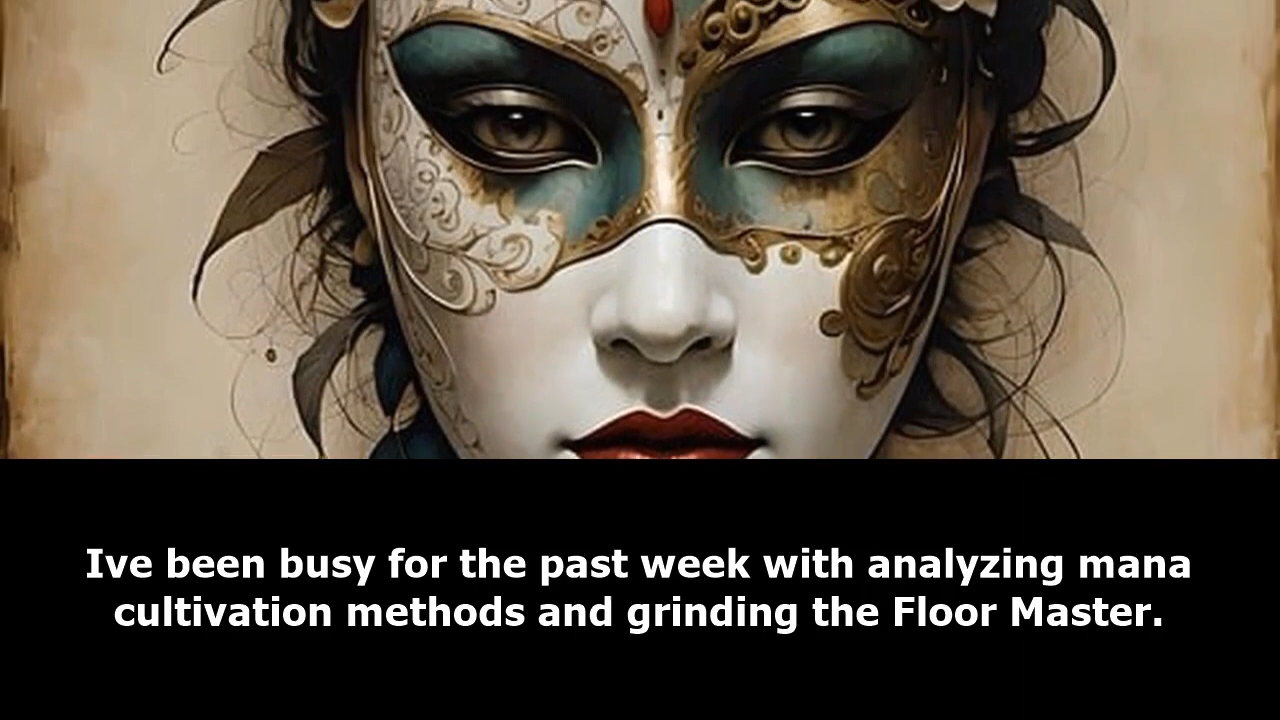 Ive been busy for the past week with analyzing mana
cultivation methods and grinding the Floor Master.